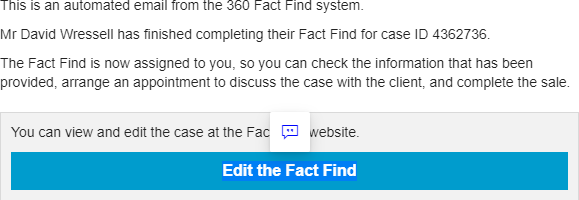 This is an automated email from the 360 Fact Find system.
Mr David Wressell has finished completing their Fact Find for case ID 4362736.
The Fact Find is now assigned to you, so you can check the information that has been
provided, arrange an appointment to discuss the case with the client, and complete the sale.
You can view and edit the case at the website.
Edit the Fact Find